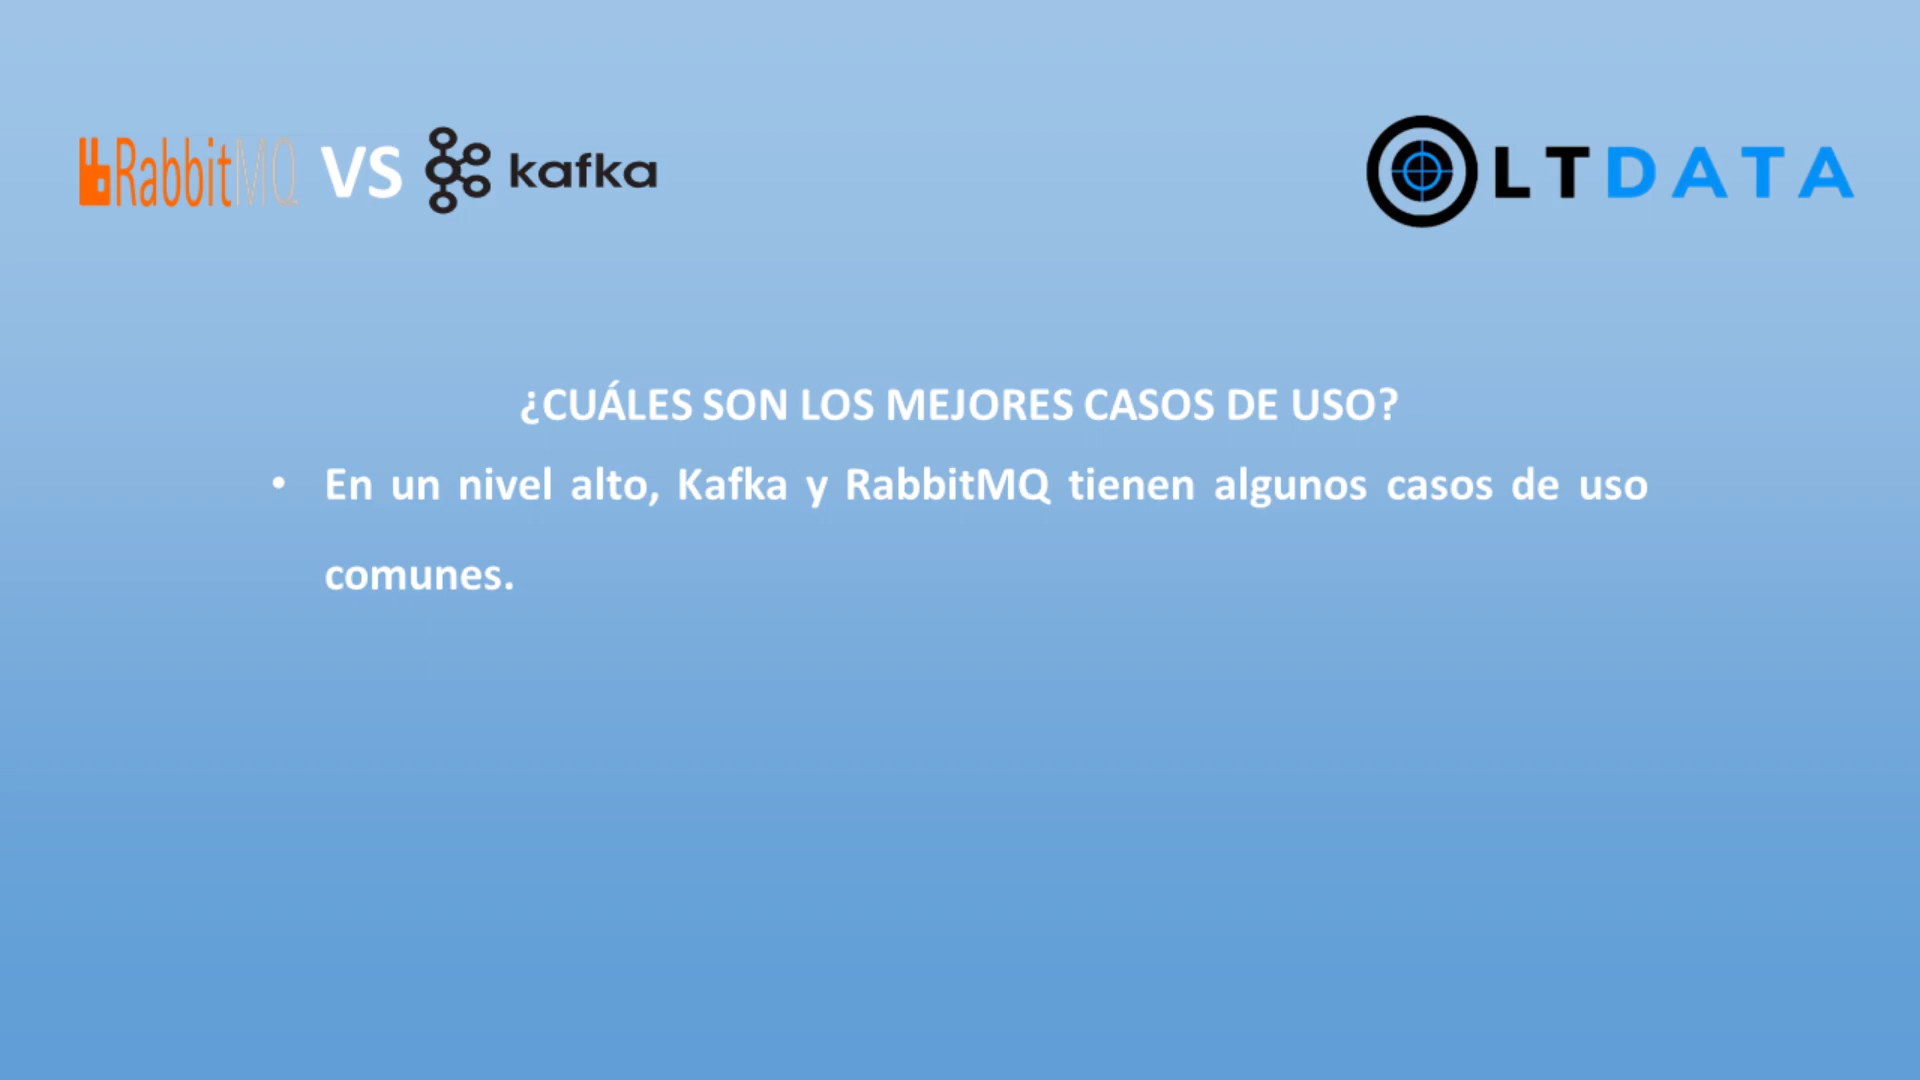 RabbitMQ VS kafka
LTDATA
¿CUÁLES SON LOS MEJORES CASOS DE USO?
• En un nivel alto, Kafka y RabbitMQ tienen algunos casos de uso
comunes.